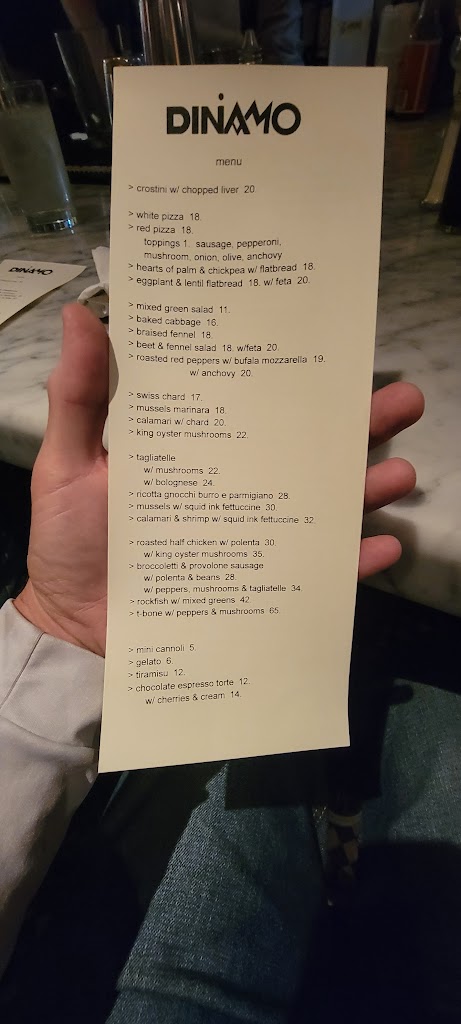 DINAMO
menu
> crostini w/ chopped liver 20.
> white pizza 18.
> red pizza 18.
toppings 1. sausage, pepperoni,
mushroom, onion, olive, anchovy
> hearts of palm & chickpea w/ flatbread 18.
> eggplant & lentil flatbread 18. w/ feta 20.
> mixed green salad 11.
> baked cabbage 16.
> braised fennel 18.
> beet & fennel salad 18. w/feta 20.
> roasted red peppers w/ bufala mozzarella 19.
w/ anchovy 20.
> swiss chard 17.
> mussels marinara 18.
> calamari w/ chard 20.
> king oyster mushrooms 22.
> tagliatelle
w/ mushrooms 22.
w/ bolognese 24.
> ricotta gnocchi burro e parmigiano 28.
> mussels w/ squid ink fettuccine 30.
> calamari & shrimp w/ squid ink fettuccine 32.
> roasted half chicken w/ polenta 30.
w/ king oyster mushrooms 35.
> broccoletti & provolone sausage
w/ polenta & beans 28.
w/ peppers, mushrooms & tagliatelle 34.
> rockfish w/ mixed greens 42.
> t-bone w/ peppers & mushrooms 65.
> mini cannoli 5.
> gelato 6.
> tiramisu 12.
> chocolate espresso torte 12.
w/ cherries & cream 14.
DINAMO